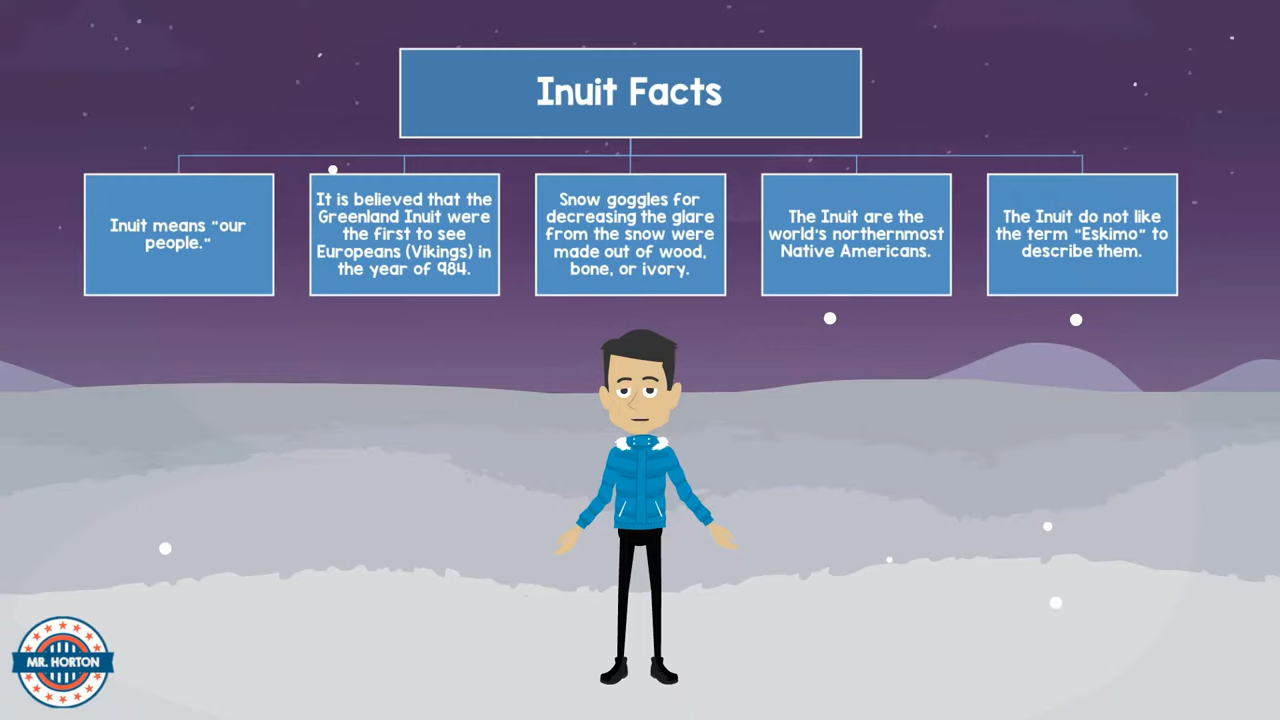 Inuit Facts
Inuit means "our
people."
It is believed that the
Greenland Inuit were
the first to see
Europeans (Vikings) in
the year of 984.
Snow goggles for
decreasing the glare
from the snow were
made out of wood,
bone, or ivory.
The Inuit are the
world's northernmost
Native Americans.
The Inuit do not like
the term "Eskimo" to
describe them.
MR. HORTON